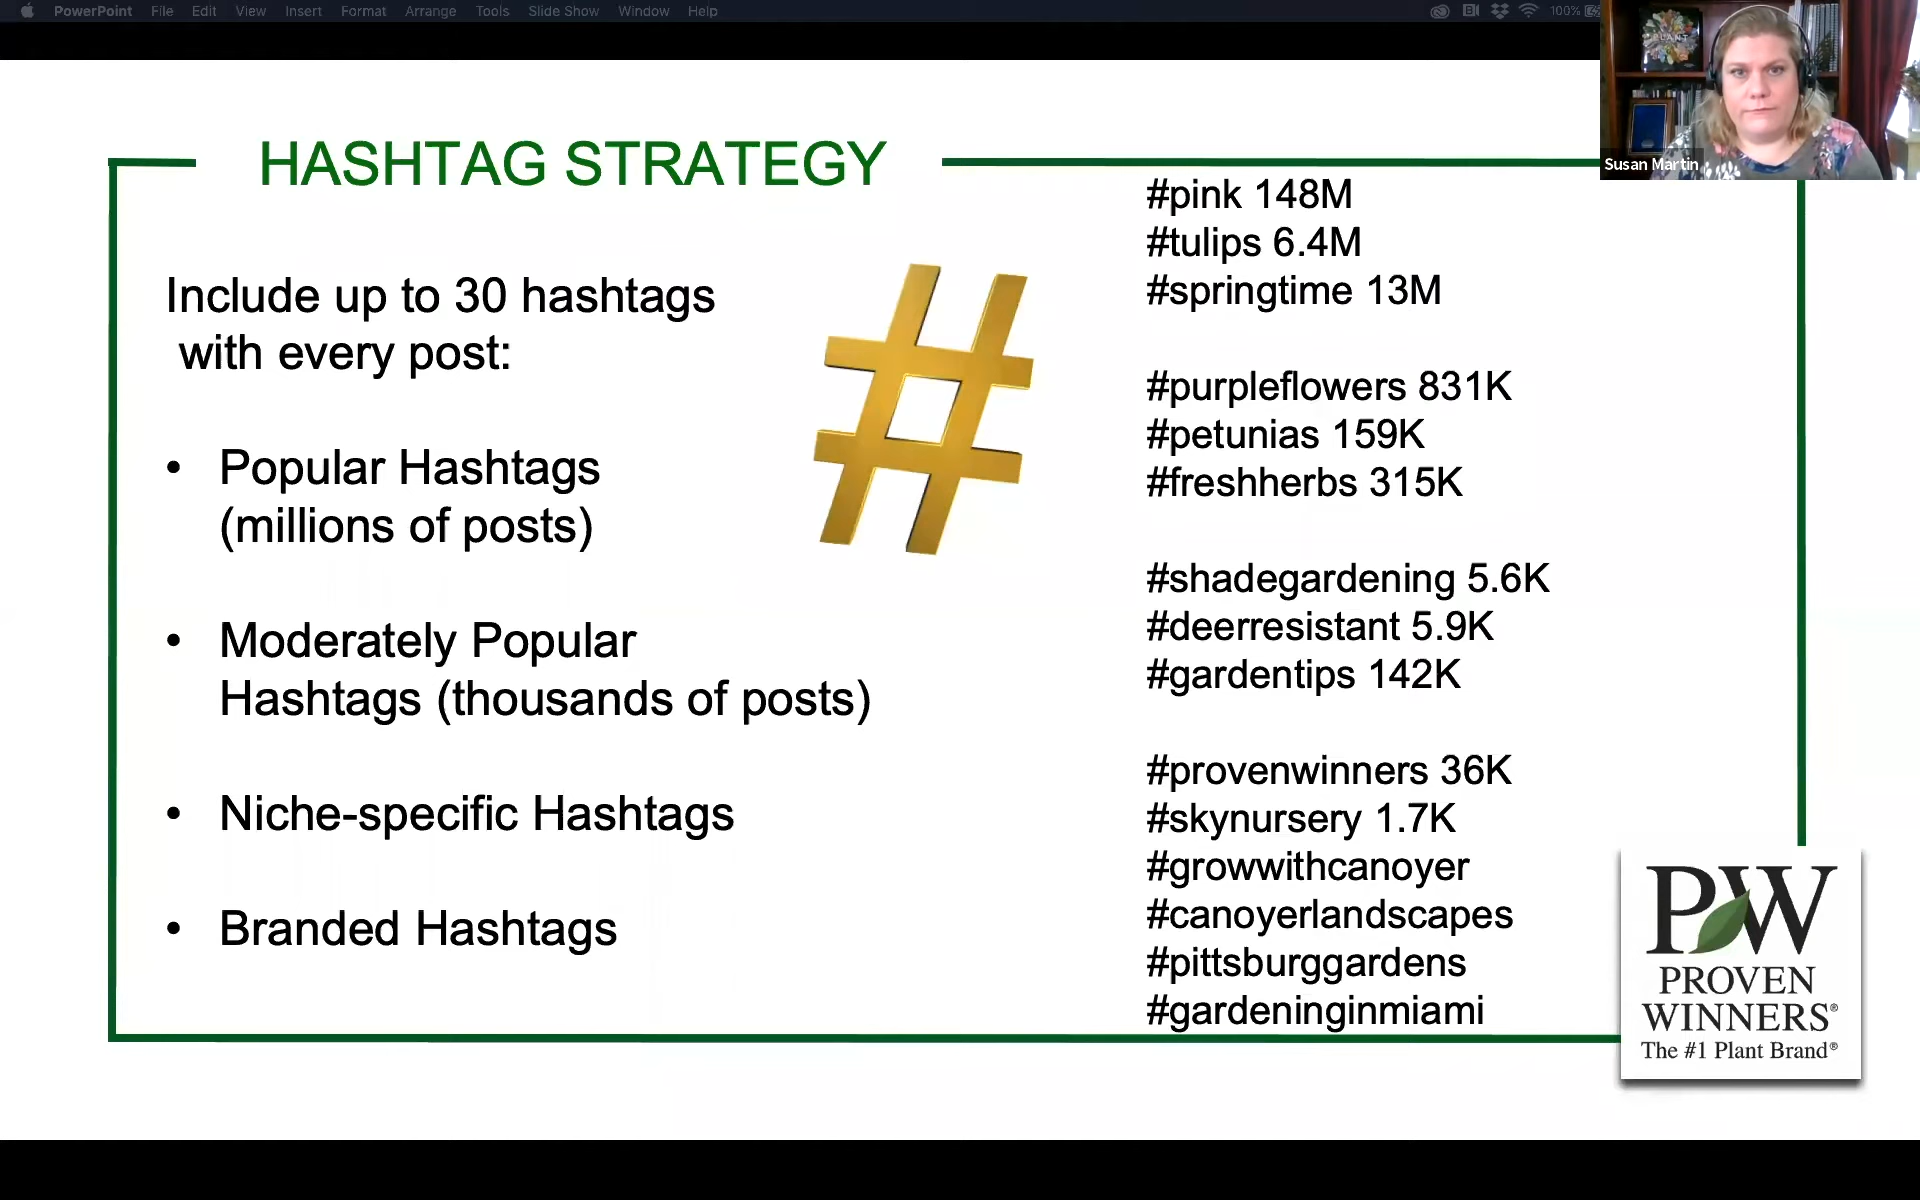 PowerPoint File Edit View Insert Format Arrange Tools Slide Show Window Help 100%
PLANT
Susan Martin
HASHTAG STRATEGY
Include up to 30 hashtags
with every post:
• Popular Hashtags
(millions of posts)
• Moderately Popular
Hashtags (thousands of posts)
• Niche-specific Hashtags
• Branded Hashtags
#
#pink 148M
#tulips 6.4M
#springtime 13M
#purpleflowers 831K
#petunias 159K
#freshherbs 315K
#shadegardening 5.6K
#deerresistant 5.9K
#gardentips 142K
#provenwinners 36K
#skynursery 1.7K
#growwithcanoyer
#canoyerlandscapes
#pittsburggardens
#gardeninginmiami
PW
PROVEN
WINNERS®
The #1 Plant Brand®